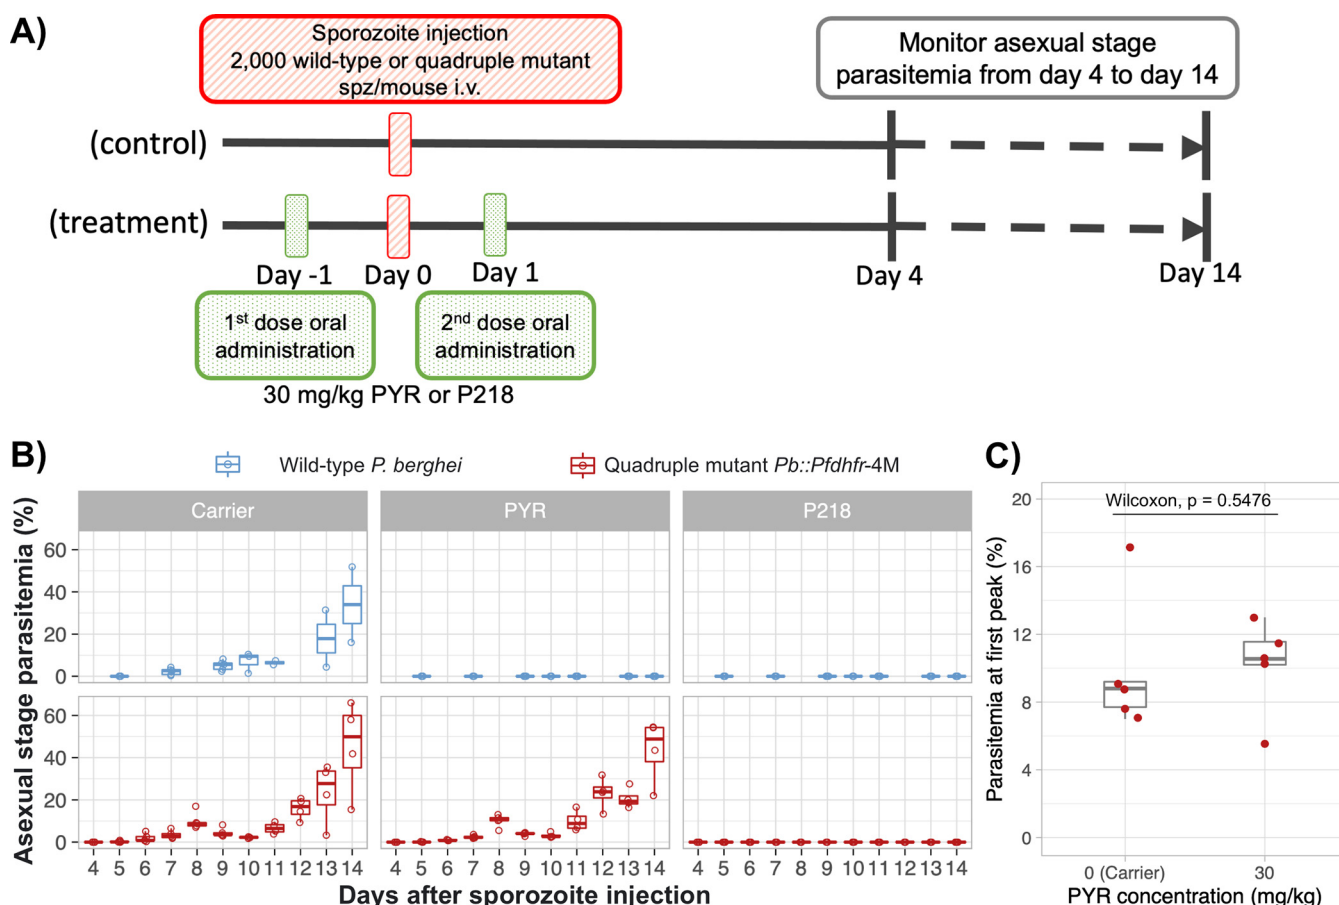 A)
Sporozoite injection
2,000 wild-type or quadruple mutant
spz/mouse i.v.
Monitor asexual stage
parasitemia from day 4 to day 14
(control)
(treatment)
Day -1
Day 0
Day 1
Day 4
Day 14
1st dose oral
administration
2nd dose oral
administration
30 mg/kg PYR or P218
B)
Wild-type P. berghei
Quadruple mutant Pb::Pfdhfr-4M
Carrier
PYR
P218
Asexual stage parasitemia (%)
60
40
20
0
60
40
20
0
4 5 6 7 8 9 10 11 12 13 14
4 5 6 7 8 9 10 11 12 13 14
4 5 6 7 8 9 10 11 12 13 14
Days after sporozoite injection
C)
Wilcoxon, p = 0.5476
Parasitemia at first peak (%)
20
16
12
8
4
0
0 (Carrier)
30
PYR concentration (mg/kg)